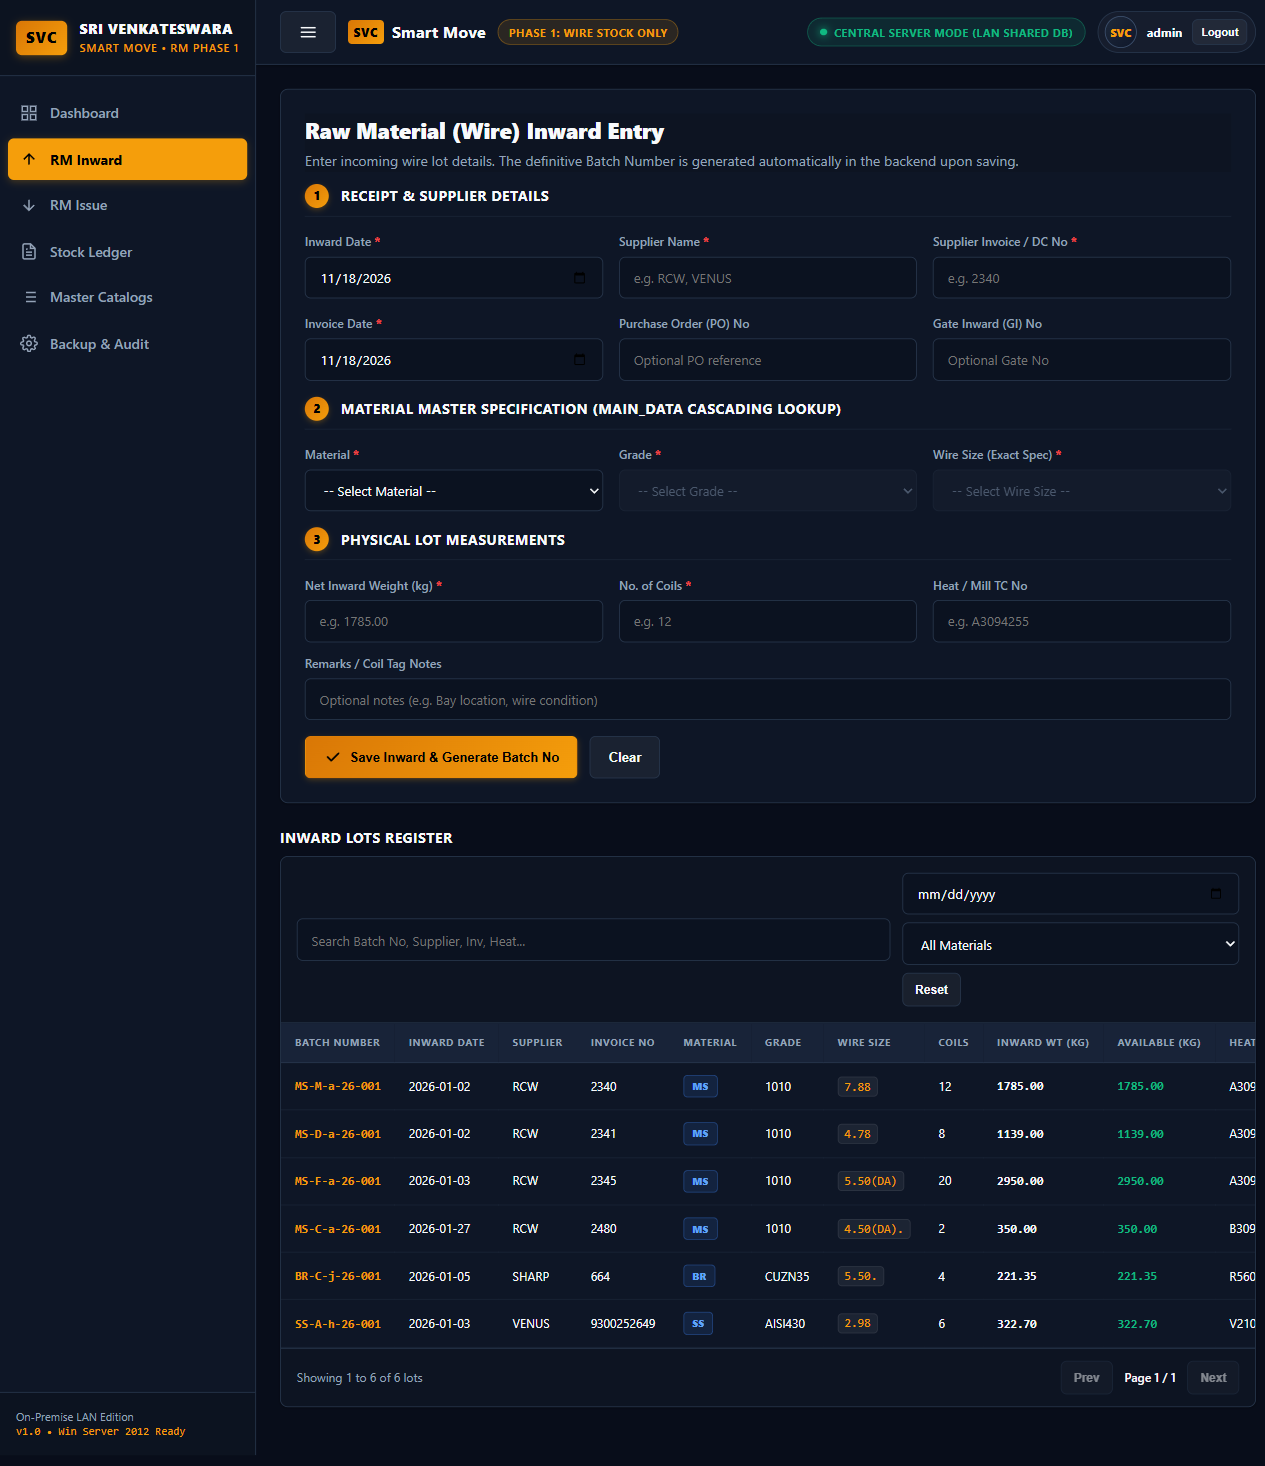 SVC
SRI VENKATESWARA
SMART MOVE • RM PHASE 1
Dashboard
RM Inward
RM Issue
Stock Ledger
Master Catalogs
Backup & Audit
On-Premise LAN Edition
v1.0 • Win Server 2012 Ready
SVC Smart Move PHASE 1: WIRE STOCK ONLY CENTRAL SERVER MODE (LAN SHARED DB) SVC admin Logout
Raw Material (Wire) Inward Entry
Enter incoming wire lot details. The definitive Batch Number is generated automatically in the backend upon saving.
1 RECEIPT & SUPPLIER DETAILS
Inward Date * Supplier Name * Supplier Invoice / DC No *
11/18/2026 e.g. RCW, VENUS e.g. 2340
Invoice Date * Purchase Order (PO) No Gate Inward (GI) No
11/18/2026 Optional PO reference Optional Gate No
2 MATERIAL MASTER SPECIFICATION (MAIN_DATA CASCADING LOOKUP)
Material * Grade * Wire Size (Exact Spec) *
-- Select Material -- -- Select Grade -- -- Select Wire Size --
3 PHYSICAL LOT MEASUREMENTS
Net Inward Weight (kg) * No. of Coils * Heat / Mill TC No
e.g. 1785.00 e.g. 12 e.g. A3094255
Remarks / Coil Tag Notes
Optional notes (e.g. Bay location, wire condition)
Save Inward & Generate Batch No Clear
INWARD LOTS REGISTER
mm/dd/yyyy
Search Batch No, Supplier, Inv, Heat...
All Materials
Reset
BATCH NUMBER INWARD DATE SUPPLIER INVOICE NO MATERIAL GRADE WIRE SIZE COILS INWARD WT (KG) AVAILABLE (KG) HEAT
MS-M-a-26-001 2026-01-02 RCW 2340 MS 1010 7.88 12 1785.00 1785.00 A309
MS-D-a-26-001 2026-01-02 RCW 2341 MS 1010 4.78 8 1139.00 1139.00 A309
MS-F-a-26-001 2026-01-03 RCW 2345 MS 1010 5.50(DA) 20 2950.00 2950.00 A309
MS-C-a-26-001 2026-01-27 RCW 2480 MS 1010 4.50(DA). 2 350.00 350.00 B309
BR-C-j-26-001 2026-01-05 SHARP 664 BR CUZN35 5.50. 4 221.35 221.35 R560
SS-A-h-26-001 2026-01-03 VENUS 9300252649 SS AISI430 2.98 6 322.70 322.70 V210
Showing 1 to 6 of 6 lots Prev Page 1 / 1 Next